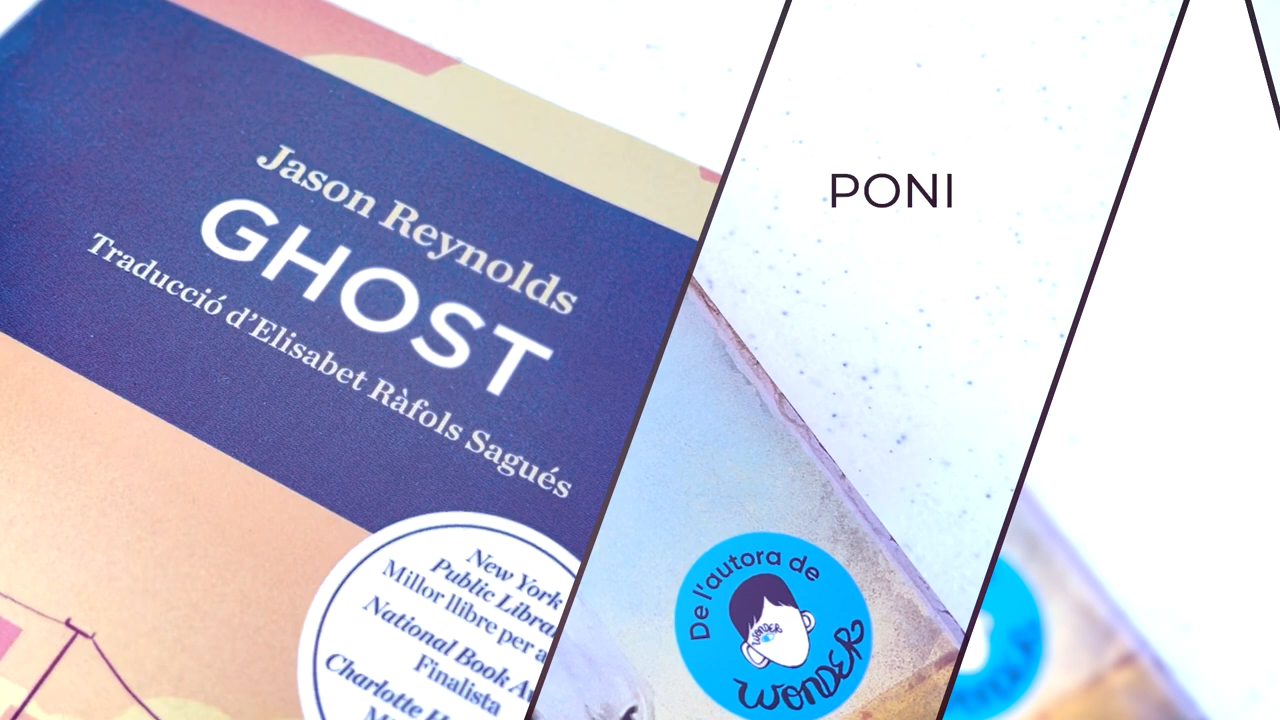 Jason Reynolds
GHOST
Traducció d'Elisabet Ràfols Sagués
New York
Public
Millor llibre per a
National Book
Finalista
Charlotte
PONI
De l'autora de
WONDER
WONDER